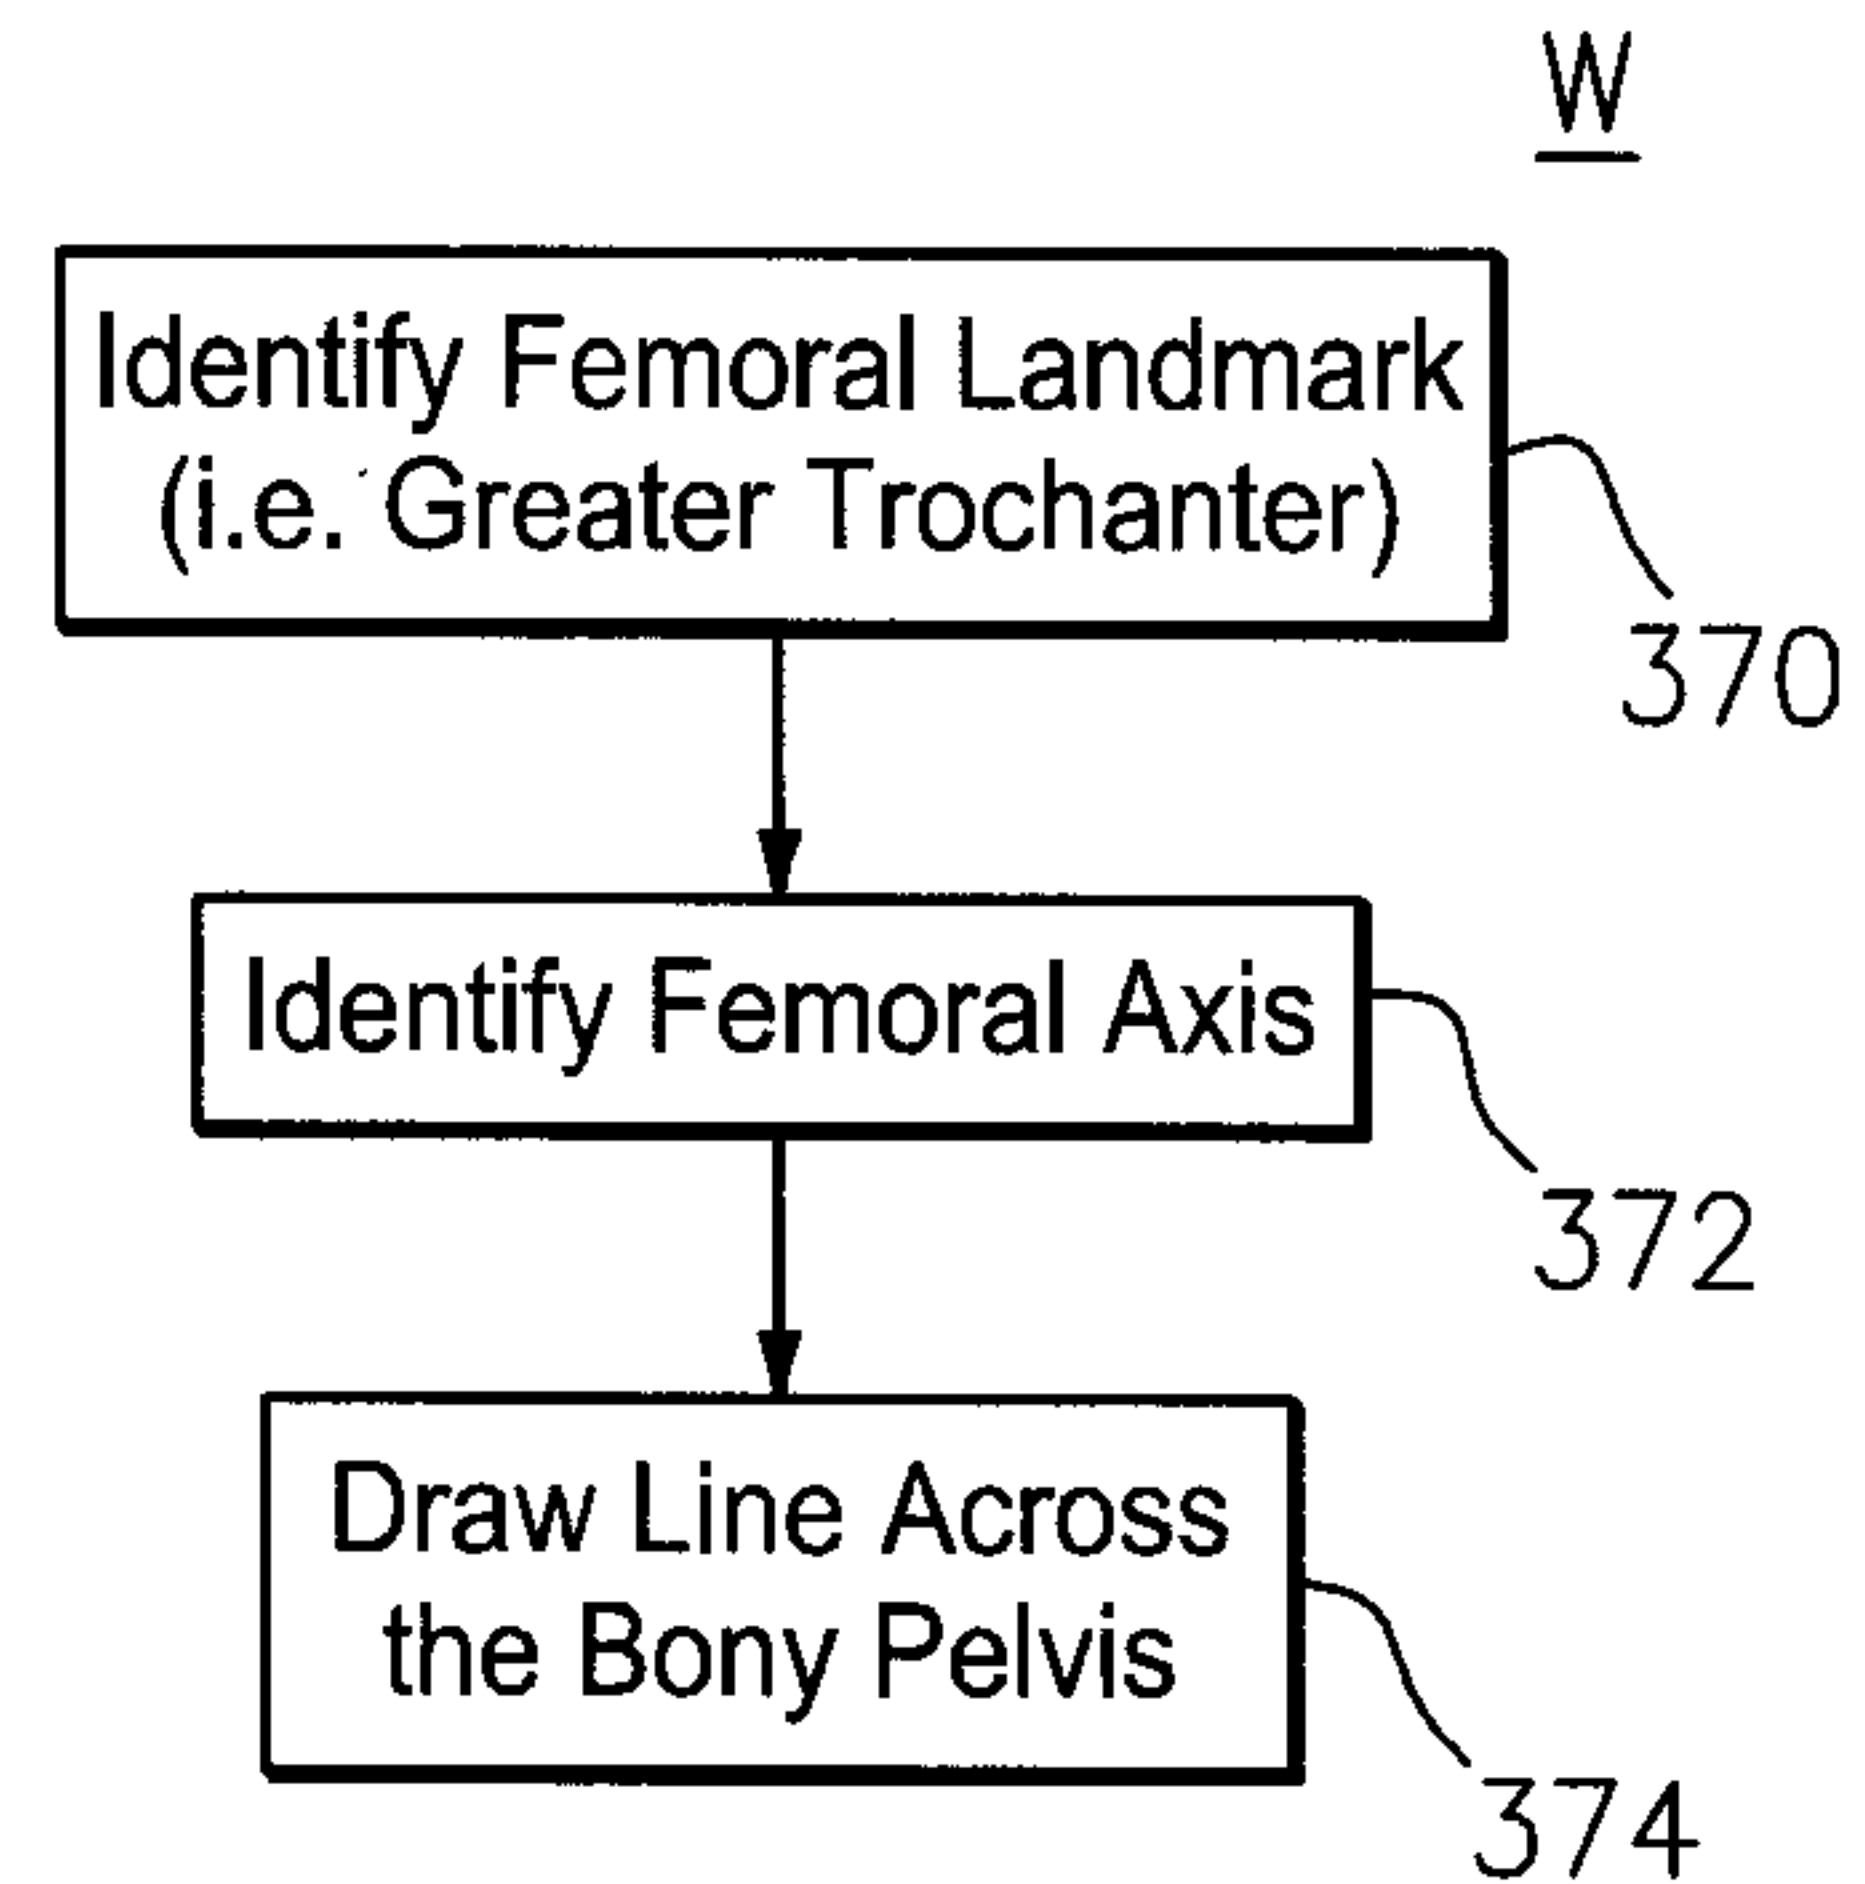 W
Identify Femoral Landmark
(i.e. Greater Trochanter)
370
Identify Femoral Axis
372
Draw Line Across
the Bony Pelvis
374